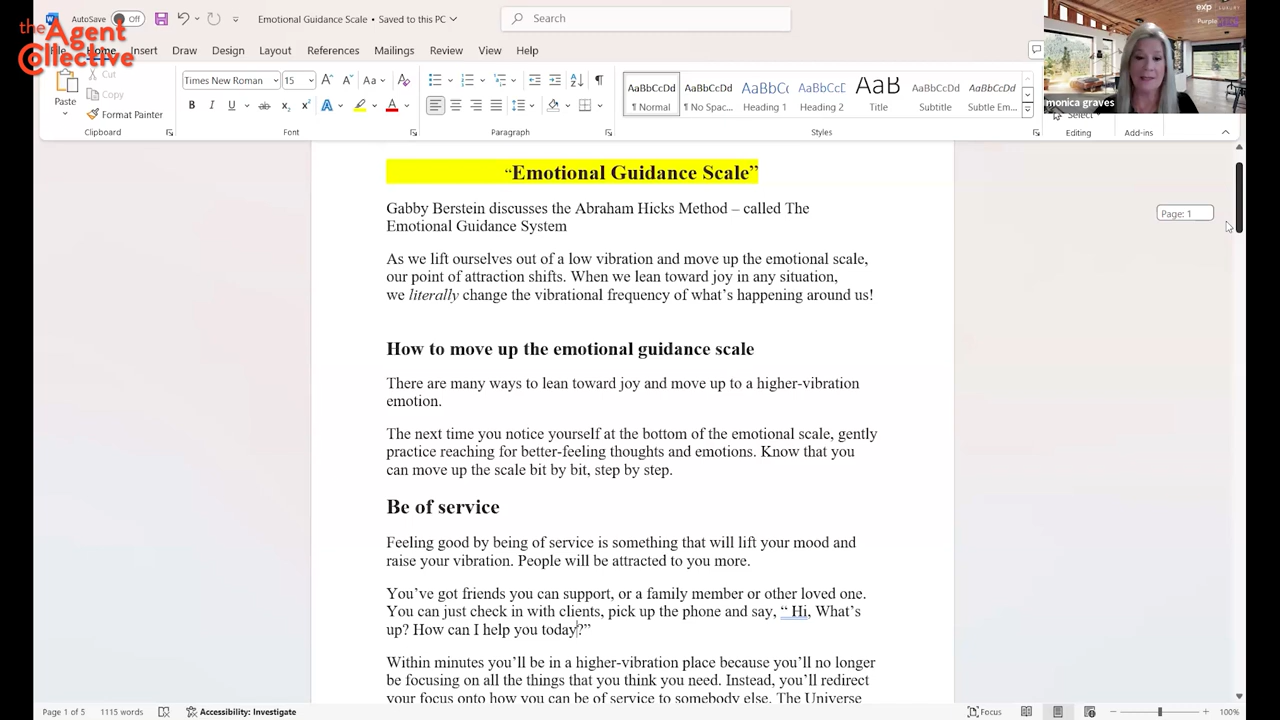 the Agent Collective
AutoSave Off
Emotional Guidance Scale • Saved to this PC
Search
exp LUXURY
Purple
File Home Insert Draw Design Layout References Mailings Review View Help
Paste
Cut
Copy
Format Painter
Clipboard
Times New Roman 15
Font
Paragraph
AaBbCcDd ¶ Normal
AaBbCcDd ¶ No Spac...
AaBbCc Heading 1
AaBbCcD Heading 2
AaB Title
AaBbCcDd Subtitle
AaBbCcDd Subtle Em...
Styles
monica graves
Select
Editing
Add-ins
“Emotional Guidance Scale”
Page: 1
Gabby Berstein discusses the Abraham Hicks Method – called The
Emotional Guidance System
As we lift ourselves out of a low vibration and move up the emotional scale,
our point of attraction shifts. When we lean toward joy in any situation,
we literally change the vibrational frequency of what’s happening around us!
How to move up the emotional guidance scale
There are many ways to lean toward joy and move up to a higher-vibration
emotion.
The next time you notice yourself at the bottom of the emotional scale, gently
practice reaching for better-feeling thoughts and emotions. Know that you
can move up the scale bit by bit, step by step.
Be of service
Feeling good by being of service is something that will lift your mood and
raise your vibration. People will be attracted to you more.
You’ve got friends you can support, or a family member or other loved one.
You can just check in with clients, pick up the phone and say, “ Hi, What’s
up? How can I help you today?”
Within minutes you’ll be in a higher-vibration place because you’ll no longer
be focusing on all the things that you think you need. Instead, you’ll redirect
your focus onto how you can be of service to somebody else. The Universe
Page 1 of 5 1115 words Accessibility: Investigate Focus 100%